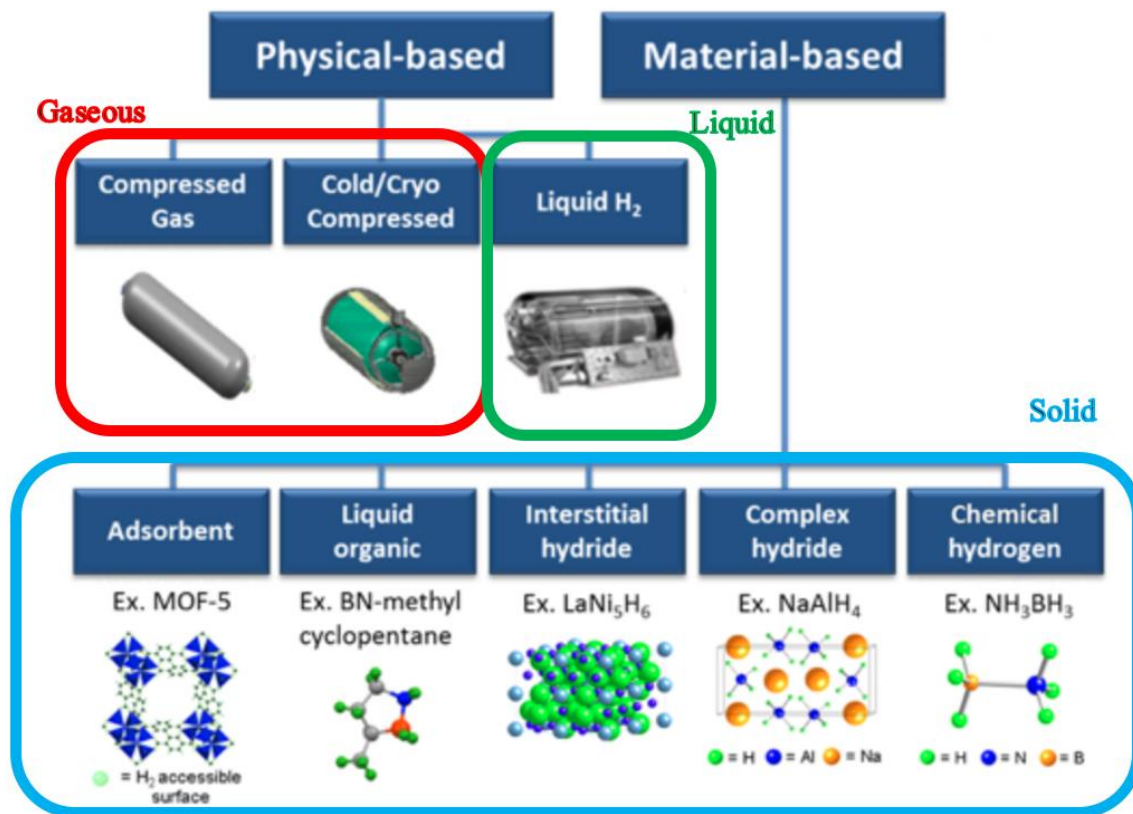 Physical-based
Material-based
Gaseous
Liquid
Compressed
Gas
Cold/Cryo
Compressed
Liquid H₂
Solid
Adsorbent
Liquid
organic
Interstitial
hydride
Complex
hydride
Chemical
hydrogen
Ex. MOF-5
Ex. BN-methyl
cyclopentane
Ex. LaNi₅H₆
Ex. NaAlH₄
Ex. NH₃BH₃
= H₂ accessible
surface
= H = Al = Na
= H = N = B